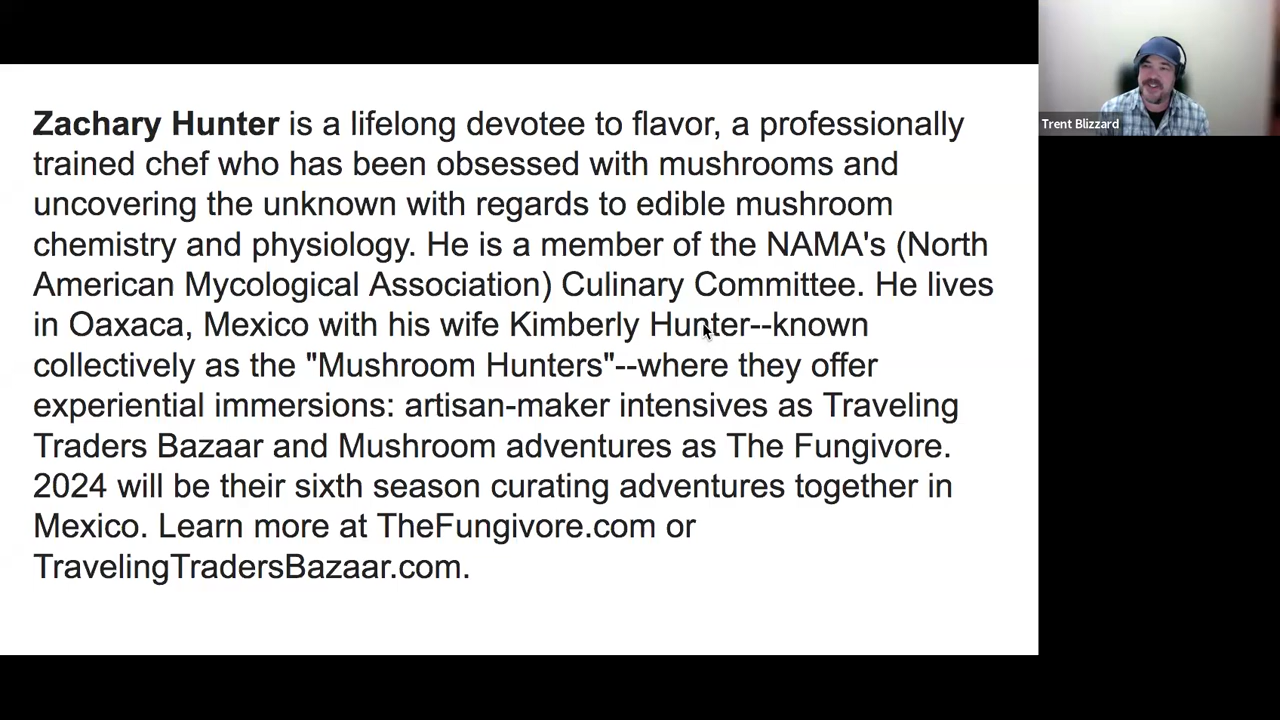 Zachary Hunter is a lifelong devotee to flavor, a professionally
trained chef who has been obsessed with mushrooms and
uncovering the unknown with regards to edible mushroom
chemistry and physiology. He is a member of the NAMA's (North
American Mycological Association) Culinary Committee. He lives
in Oaxaca, Mexico with his wife Kimberly Hunter--known
collectively as the "Mushroom Hunters"--where they offer
experiential immersions: artisan-maker intensives as Traveling
Traders Bazaar and Mushroom adventures as The Fungivore.
2024 will be their sixth season curating adventures together in
Mexico. Learn more at TheFungivore.com or
TravelingTradersBazaar.com.
Trent Blizzard